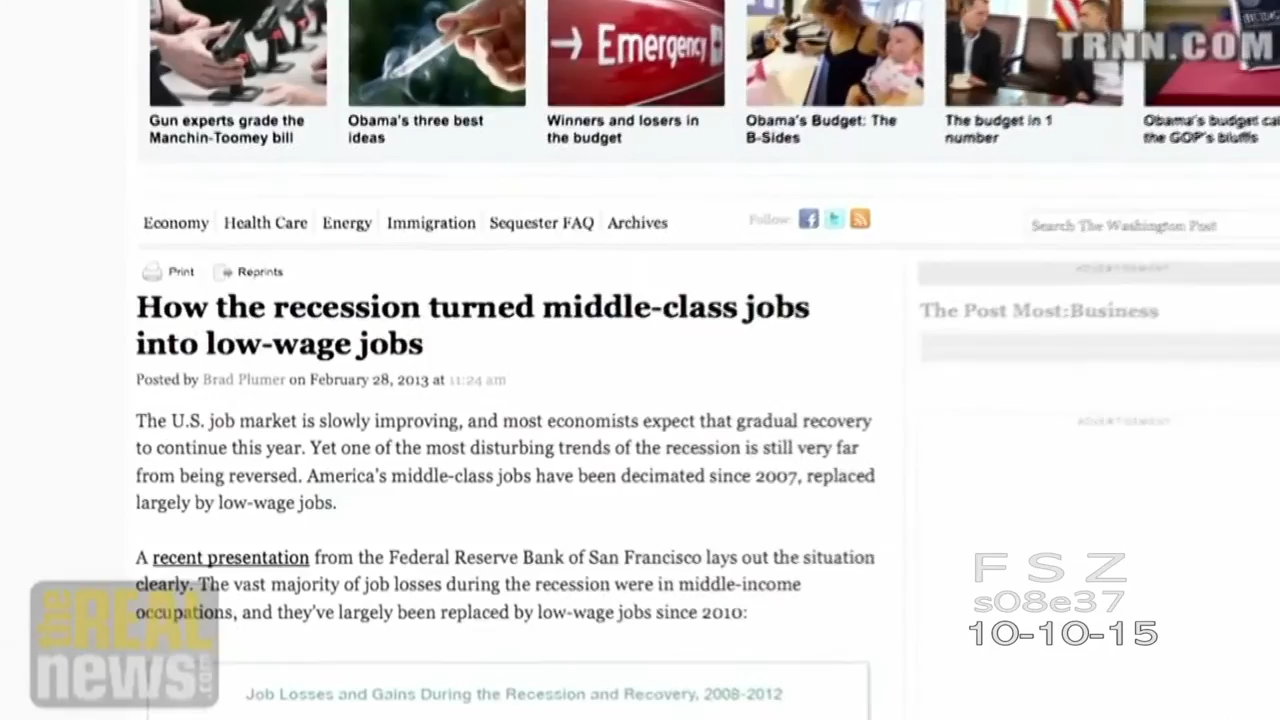 Emergency
TRNN.COM
Gun experts grade the
Manchin-Toomey bill
Obama's three best
ideas
Winners and losers in
the budget
Obama's Budget: The
B-Sides
The budget in 1
number
Obama's budget cal
the GOP's bluffs
Economy Health Care Energy Immigration Sequester FAQ Archives
Follow:
Search The Washington Post
Print Reprints
ADVERTISEMENT
How the recession turned middle-class jobs
into low-wage jobs
The Post Most:Business
Posted by Brad Plumer on February 28, 2013 at 11:24 am
The U.S. job market is slowly improving, and most economists expect that gradual recovery
to continue this year. Yet one of the most disturbing trends of the recession is still very far
from being reversed. America's middle-class jobs have been decimated since 2007, replaced
largely by low-wage jobs.
ADVERTISEMENT
A recent presentation from the Federal Reserve Bank of San Francisco lays out the situation
clearly. The vast majority of job losses during the recession were in middle-income
occupations, and they've largely been replaced by low-wage jobs since 2010:
FSZ
s08e37
10-10-15
the REAL
news.com
Job Losses and Gains During the Recession and Recovery, 2008-2012